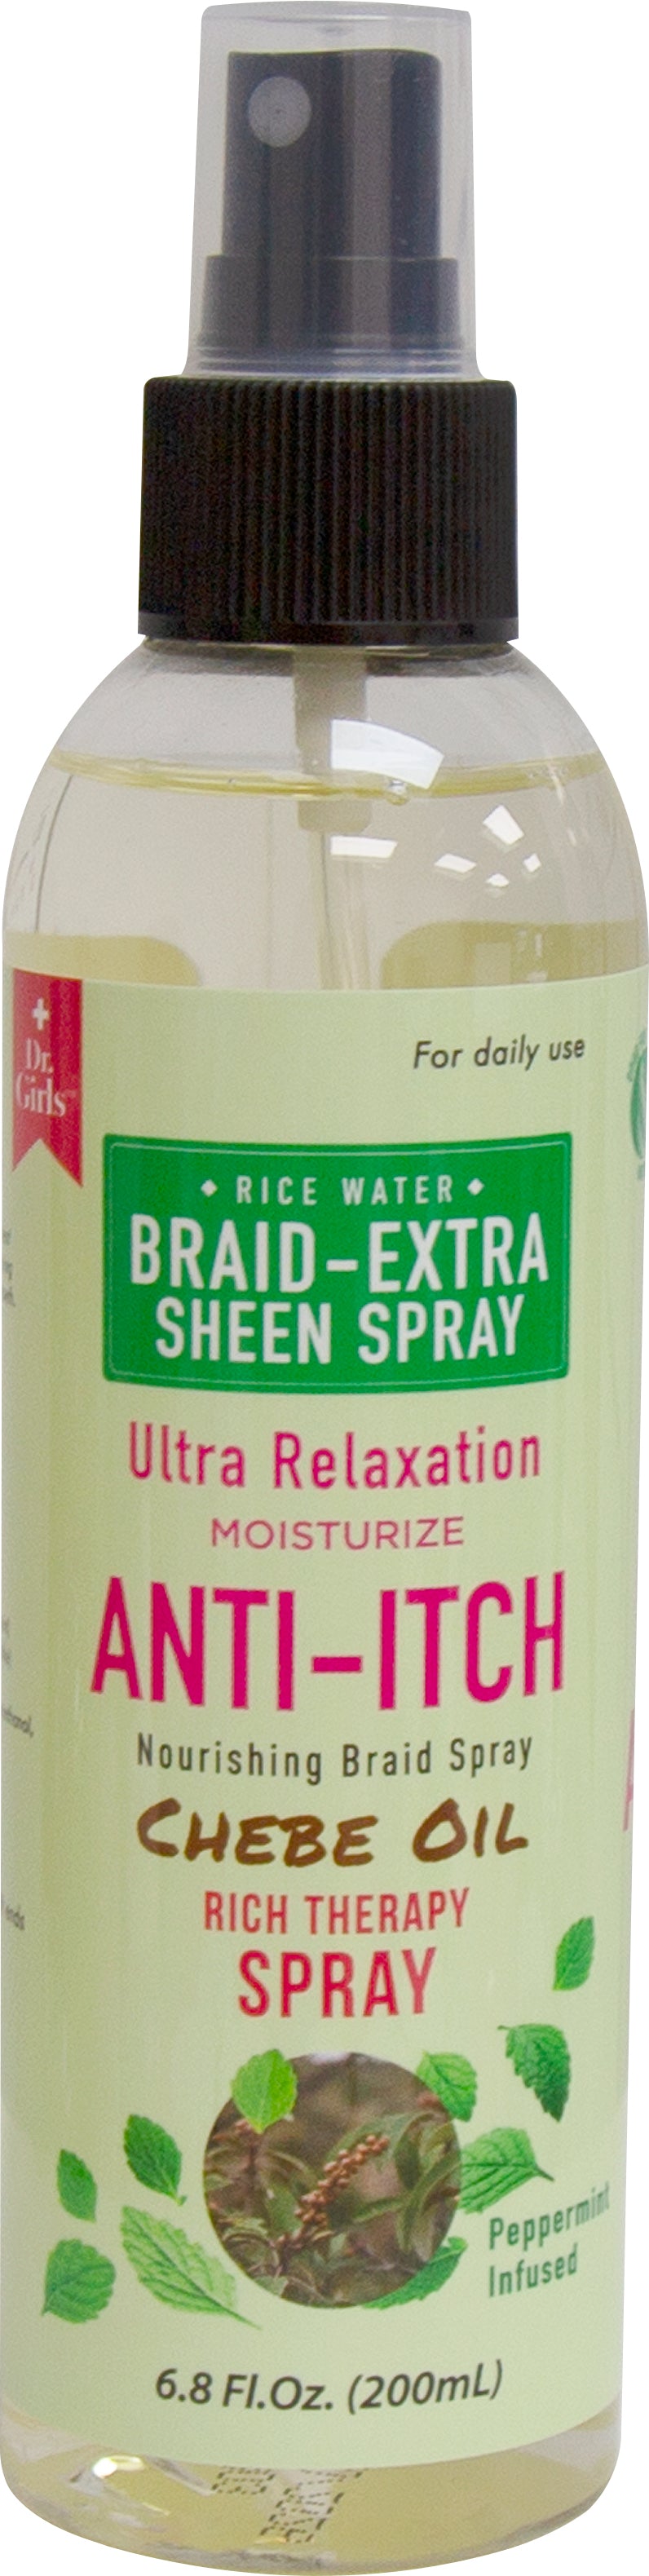 Dr.
Girls
For daily use
RICE WATER
BRAID-EXTRA
SHEEN SPRAY
Ultra Relaxation
MOISTURIZE
ANTI-ITCH
Nourishing Braid Spray
CHEBE OIL
RICH THERAPY
SPRAY
Peppermint
Infused
6.8 Fl.Oz. (200mL)